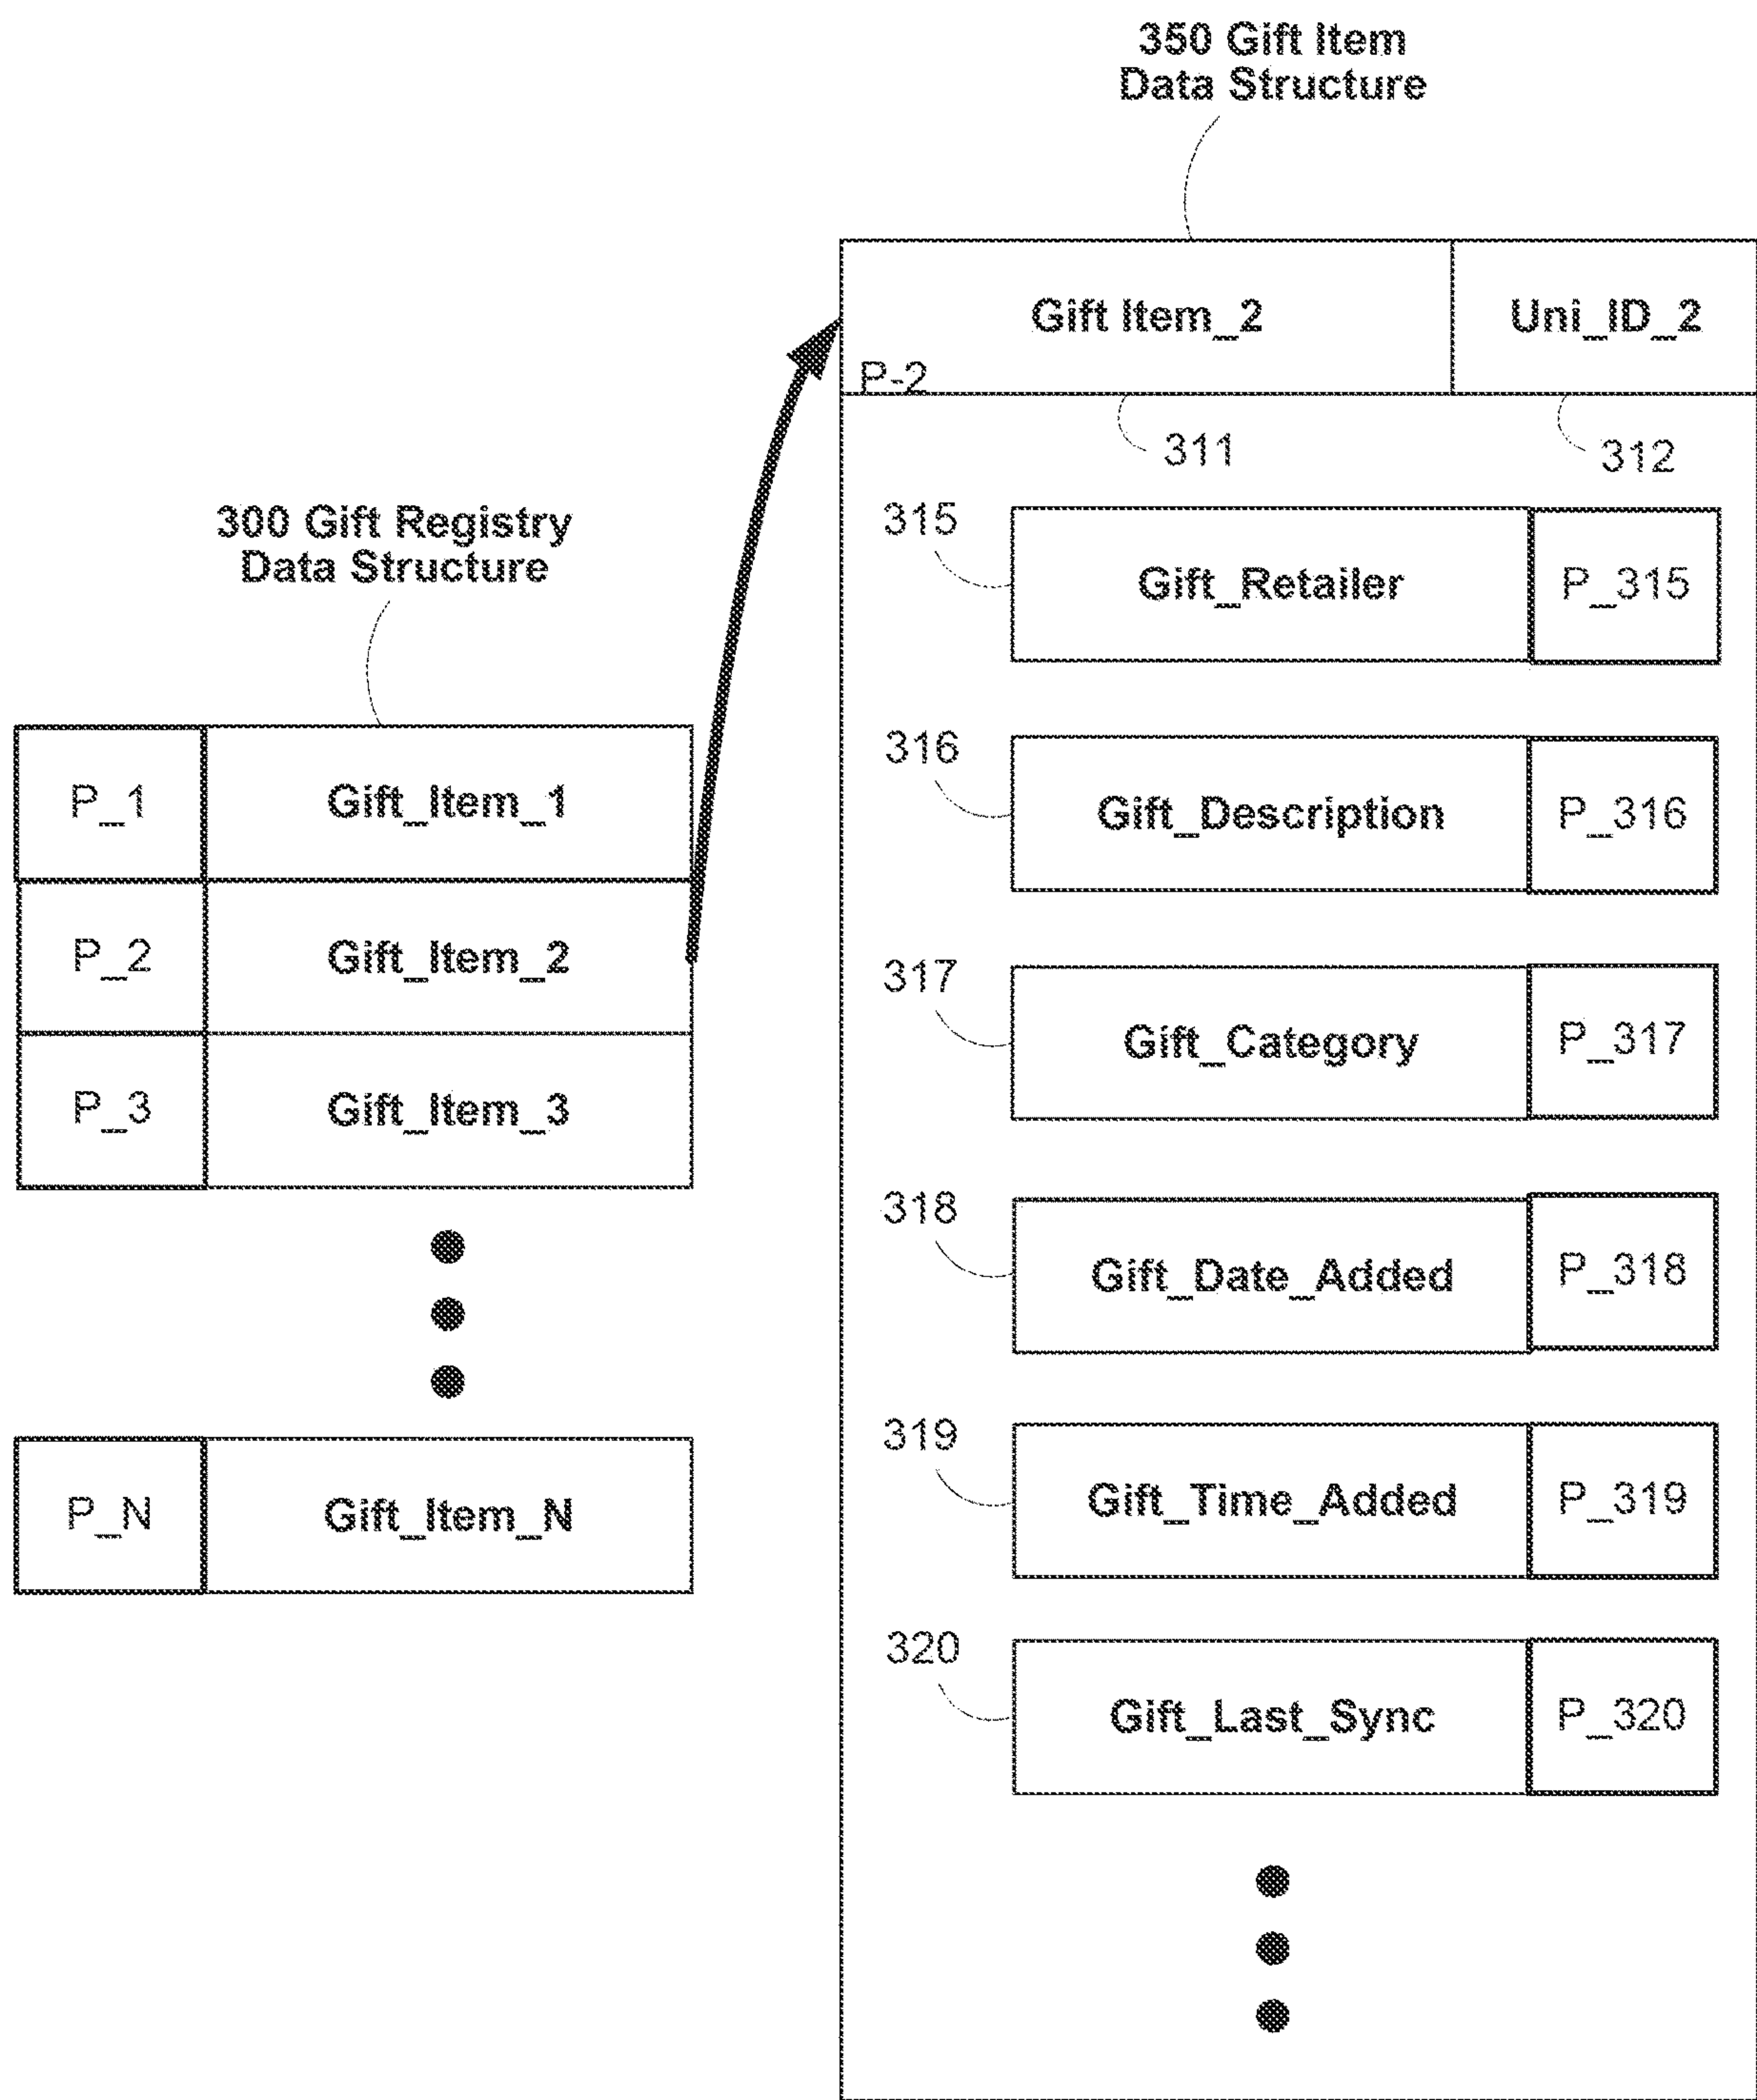 350 Gift Item
Data Structure
Gift Item_2
Uni_ID_2
P-2
311
312
300 Gift Registry
Data Structure
P_1
Gift_Item_1
P_2
Gift_Item_2
P_3
Gift_Item_3
P_N
Gift_Item_N
315
Gift_Retailer
P_315
316
Gift_Description
P_316
317
Gift_Category
P_317
318
Gift_Date_Added
P_318
319
Gift_Time_Added
P_319
320
Gift_Last_Sync
P_320